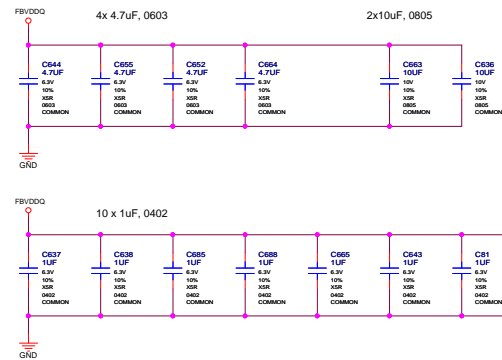 FBVDDQ
4x 4.7uF, 0603
2x10uF, 0805
C644
4.7UF
6.3V
10%
X5R
0603
COMMON
C655
4.7UF
6.3V
10%
X5R
0603
COMMON
C652
4.7UF
6.3V
10%
X5R
0603
COMMON
C664
4.7UF
6.3V
10%
X5R
0603
COMMON
C663
10UF
10V
10%
X5R
0805
COMMON
C636
10UF
10V
10%
X5R
0805
COMMON
GND
FBVDDQ
10 x 1uF, 0402
C637
1UF
6.3V
10%
X5R
0402
COMMON
C638
1UF
6.3V
10%
X5R
0402
COMMON
C685
1UF
6.3V
10%
X5R
0402
COMMON
C688
1UF
6.3V
10%
X5R
0402
COMMON
C665
1UF
6.3V
10%
X5R
0402
COMMON
C643
1UF
6.3V
10%
X5R
0402
COMMON
C81
1UF
6.3V
10%
X5R
0402
COMMON
GND